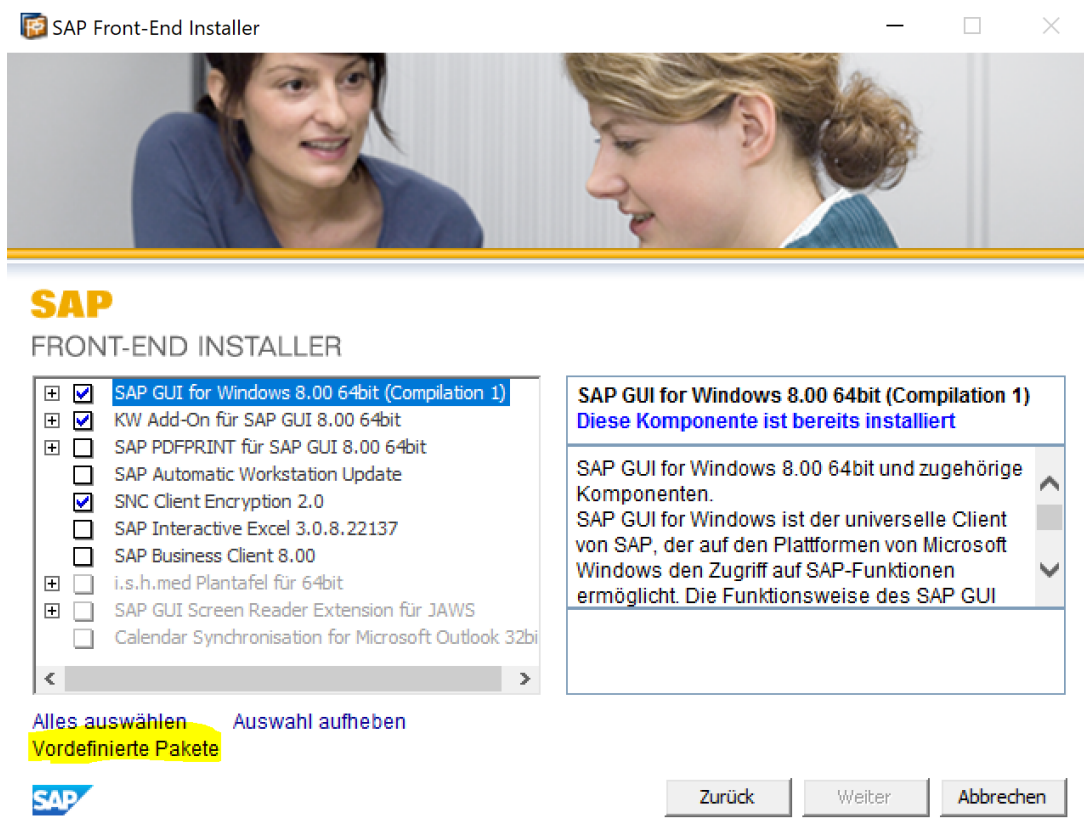 SAP Front-End Installer
SAP
FRONT-END INSTALLER
SAP GUI for Windows 8.00 64bit (Compilation 1)
KW Add-On für SAP GUI 8.00 64bit
SAP PDFPRINT für SAP GUI 8.00 64bit
SAP Automatic Workstation Update
SNC Client Encryption 2.0
SAP Interactive Excel 3.0.8.22137
SAP Business Client 8.00
i.s.h.med Plantafel für 64bit
SAP GUI Screen Reader Extension für JAWS
Calendar Synchronisation for Microsoft Outlook 32bi
SAP GUI for Windows 8.00 64bit (Compilation 1)
Diese Komponente ist bereits installiert
SAP GUI for Windows 8.00 64bit und zugehörige
Komponenten.
SAP GUI for Windows ist der universelle Client
von SAP, der auf den Plattformen von Microsoft
Windows den Zugriff auf SAP-Funktionen
ermöglicht. Die Funktionsweise des SAP GUI
Alles auswählen Auswahl aufheben
Vordefinierte Pakete
SAP
Zurück Weiter Abbrechen